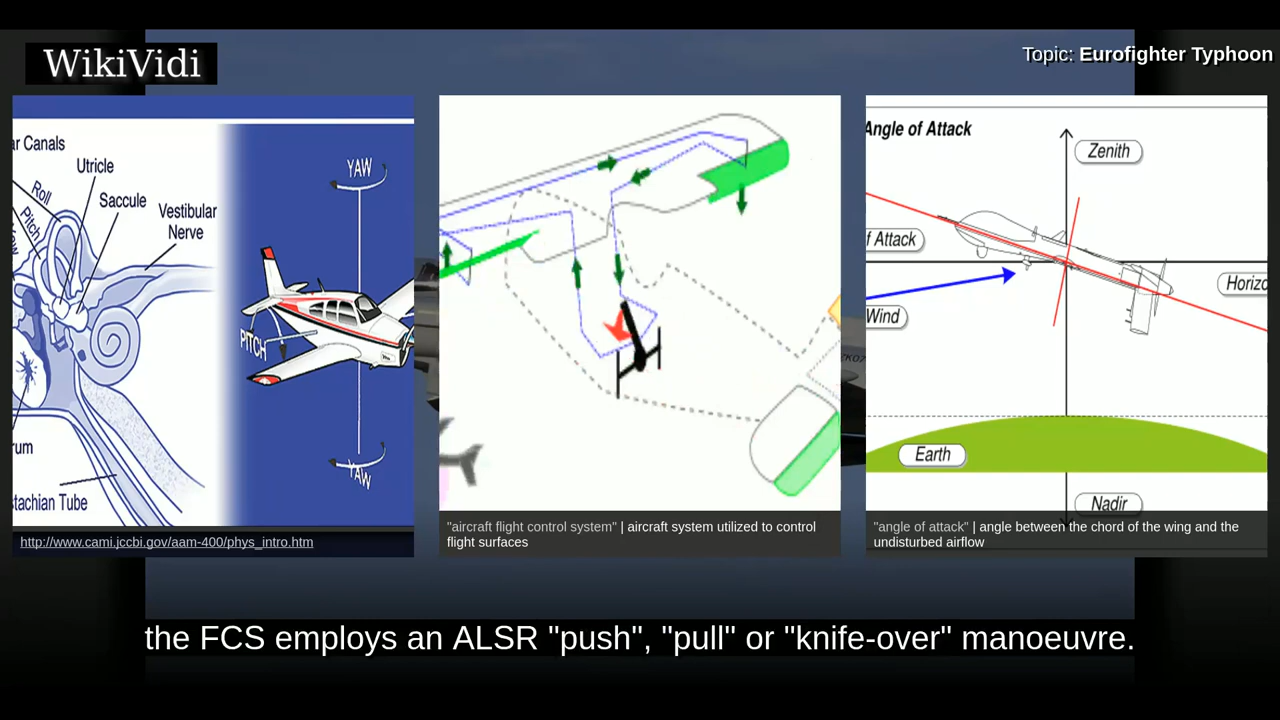 WikiVidi
Topic: Eurofighter Typhoon
ar Canals
Utricle
Roll
Saccule
Pitch
Vestibular
Nerve
rum
stachian Tube
YAW
PITCH
YAW
http://www.cami.jccbi.gov/aam-400/phys_intro.htm
"aircraft flight control system" | aircraft system utilized to control
flight surfaces
Angle of Attack
Zenith
f Attack
Horizo
Wind
Earth
Nadir
"angle of attack" | angle between the chord of the wing and the
undisturbed airflow
the FCS employs an ALSR "push", "pull" or "knife-over" manoeuvre.